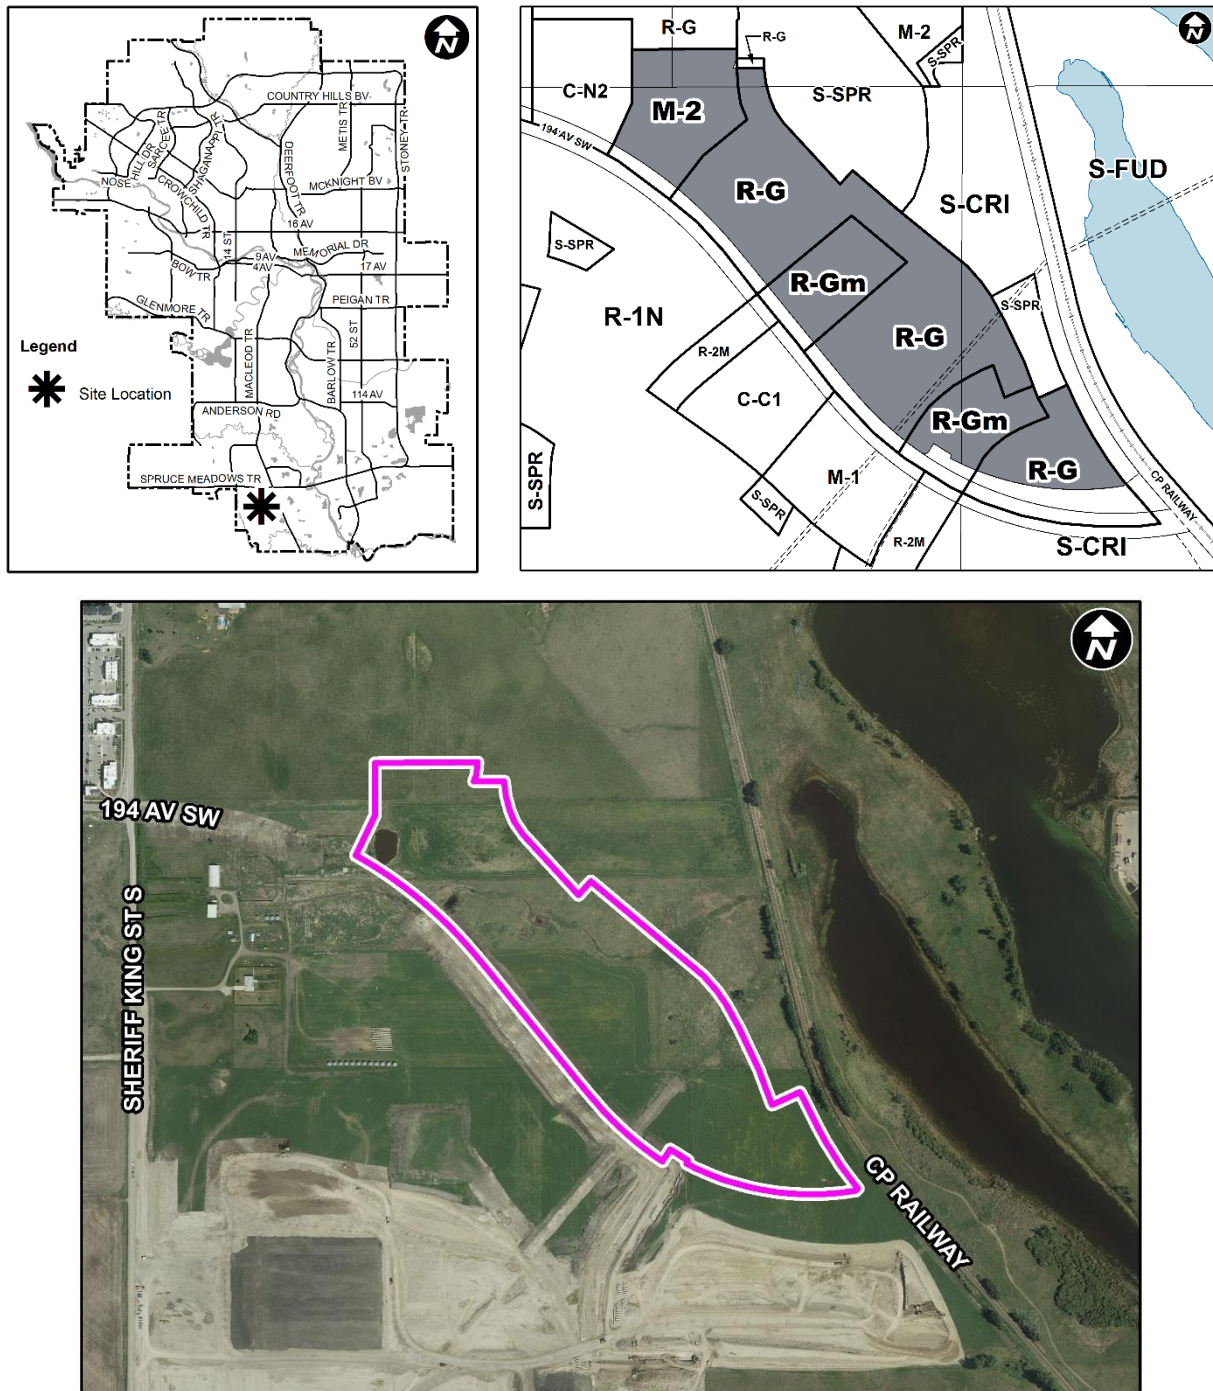 N
COUNTRY HILLS BV
METIS TR
STONEY TR
SARCEE TR
SHAGANAPPI TR
NOSE HILL DR
DEERFOOT TR
MCKNIGHT BV
CROWCHILD TR
16 AV
14 ST
MEMORIAL DR
9 AV
4 AV
17 AV
BOW TR
PEIGAN TR
GLENMORE TR
52 ST
MACLEOD TR
BARLOW TR
Legend
Site Location
114 AV
ANDERSON RD
SPRUCE MEADOWS TR
N
R-G
R-G
M-2
S-SPR
C-N2
M-2
S-SPR
194 AV SW
S-FUD
R-G
S-CRI
S-SPR
R-Gm
S-SPR
R-1N
R-G
R-2M
C-C1
R-Gm
S-SPR
M-1
R-G
S-SPR
CP RAILWAY
R-2M
S-CRI
N
194 AV SW
SHERIFF KING ST S
CP RAILWAY